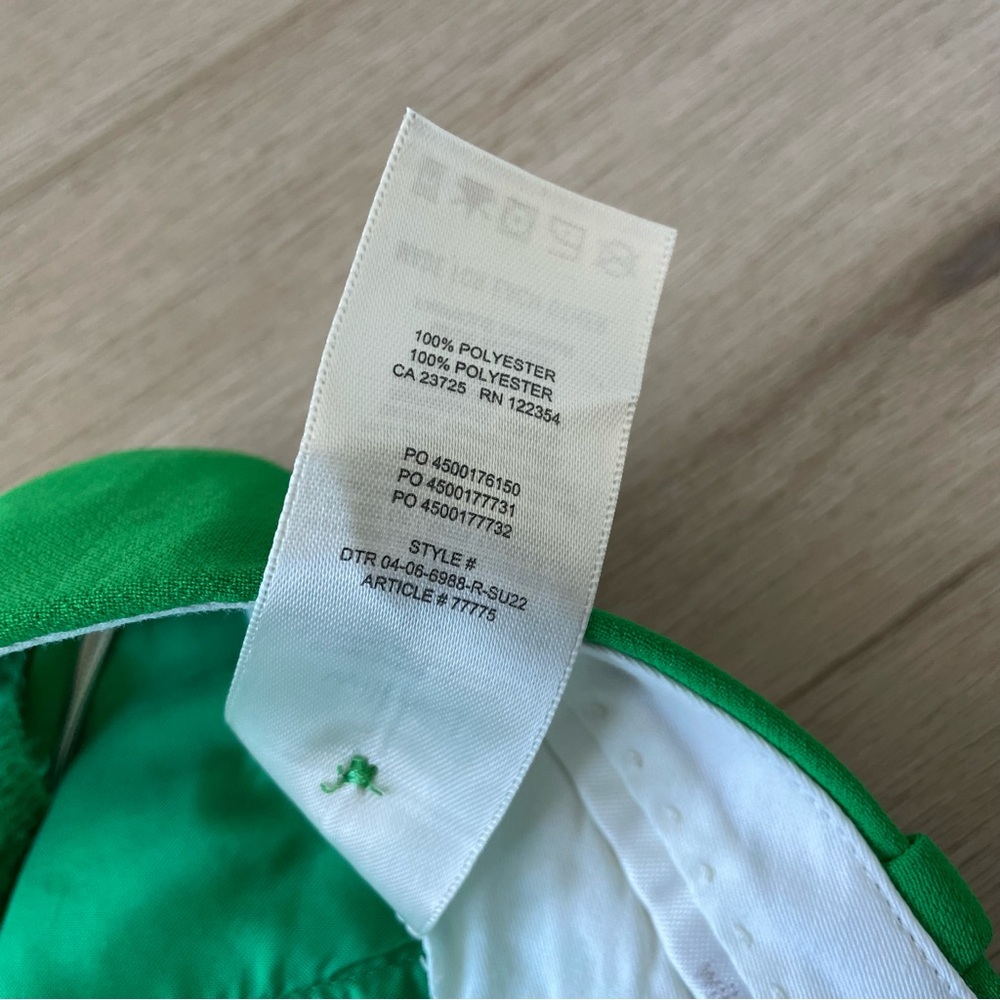 100% POLYESTER
100% POLYESTER
CA 23725 RN 122354
PO 4500176150
PO 4500177731
PO 4500177732
STYLE #
DTR 04-06-6988-R-SU22
ARTICLE # 77775